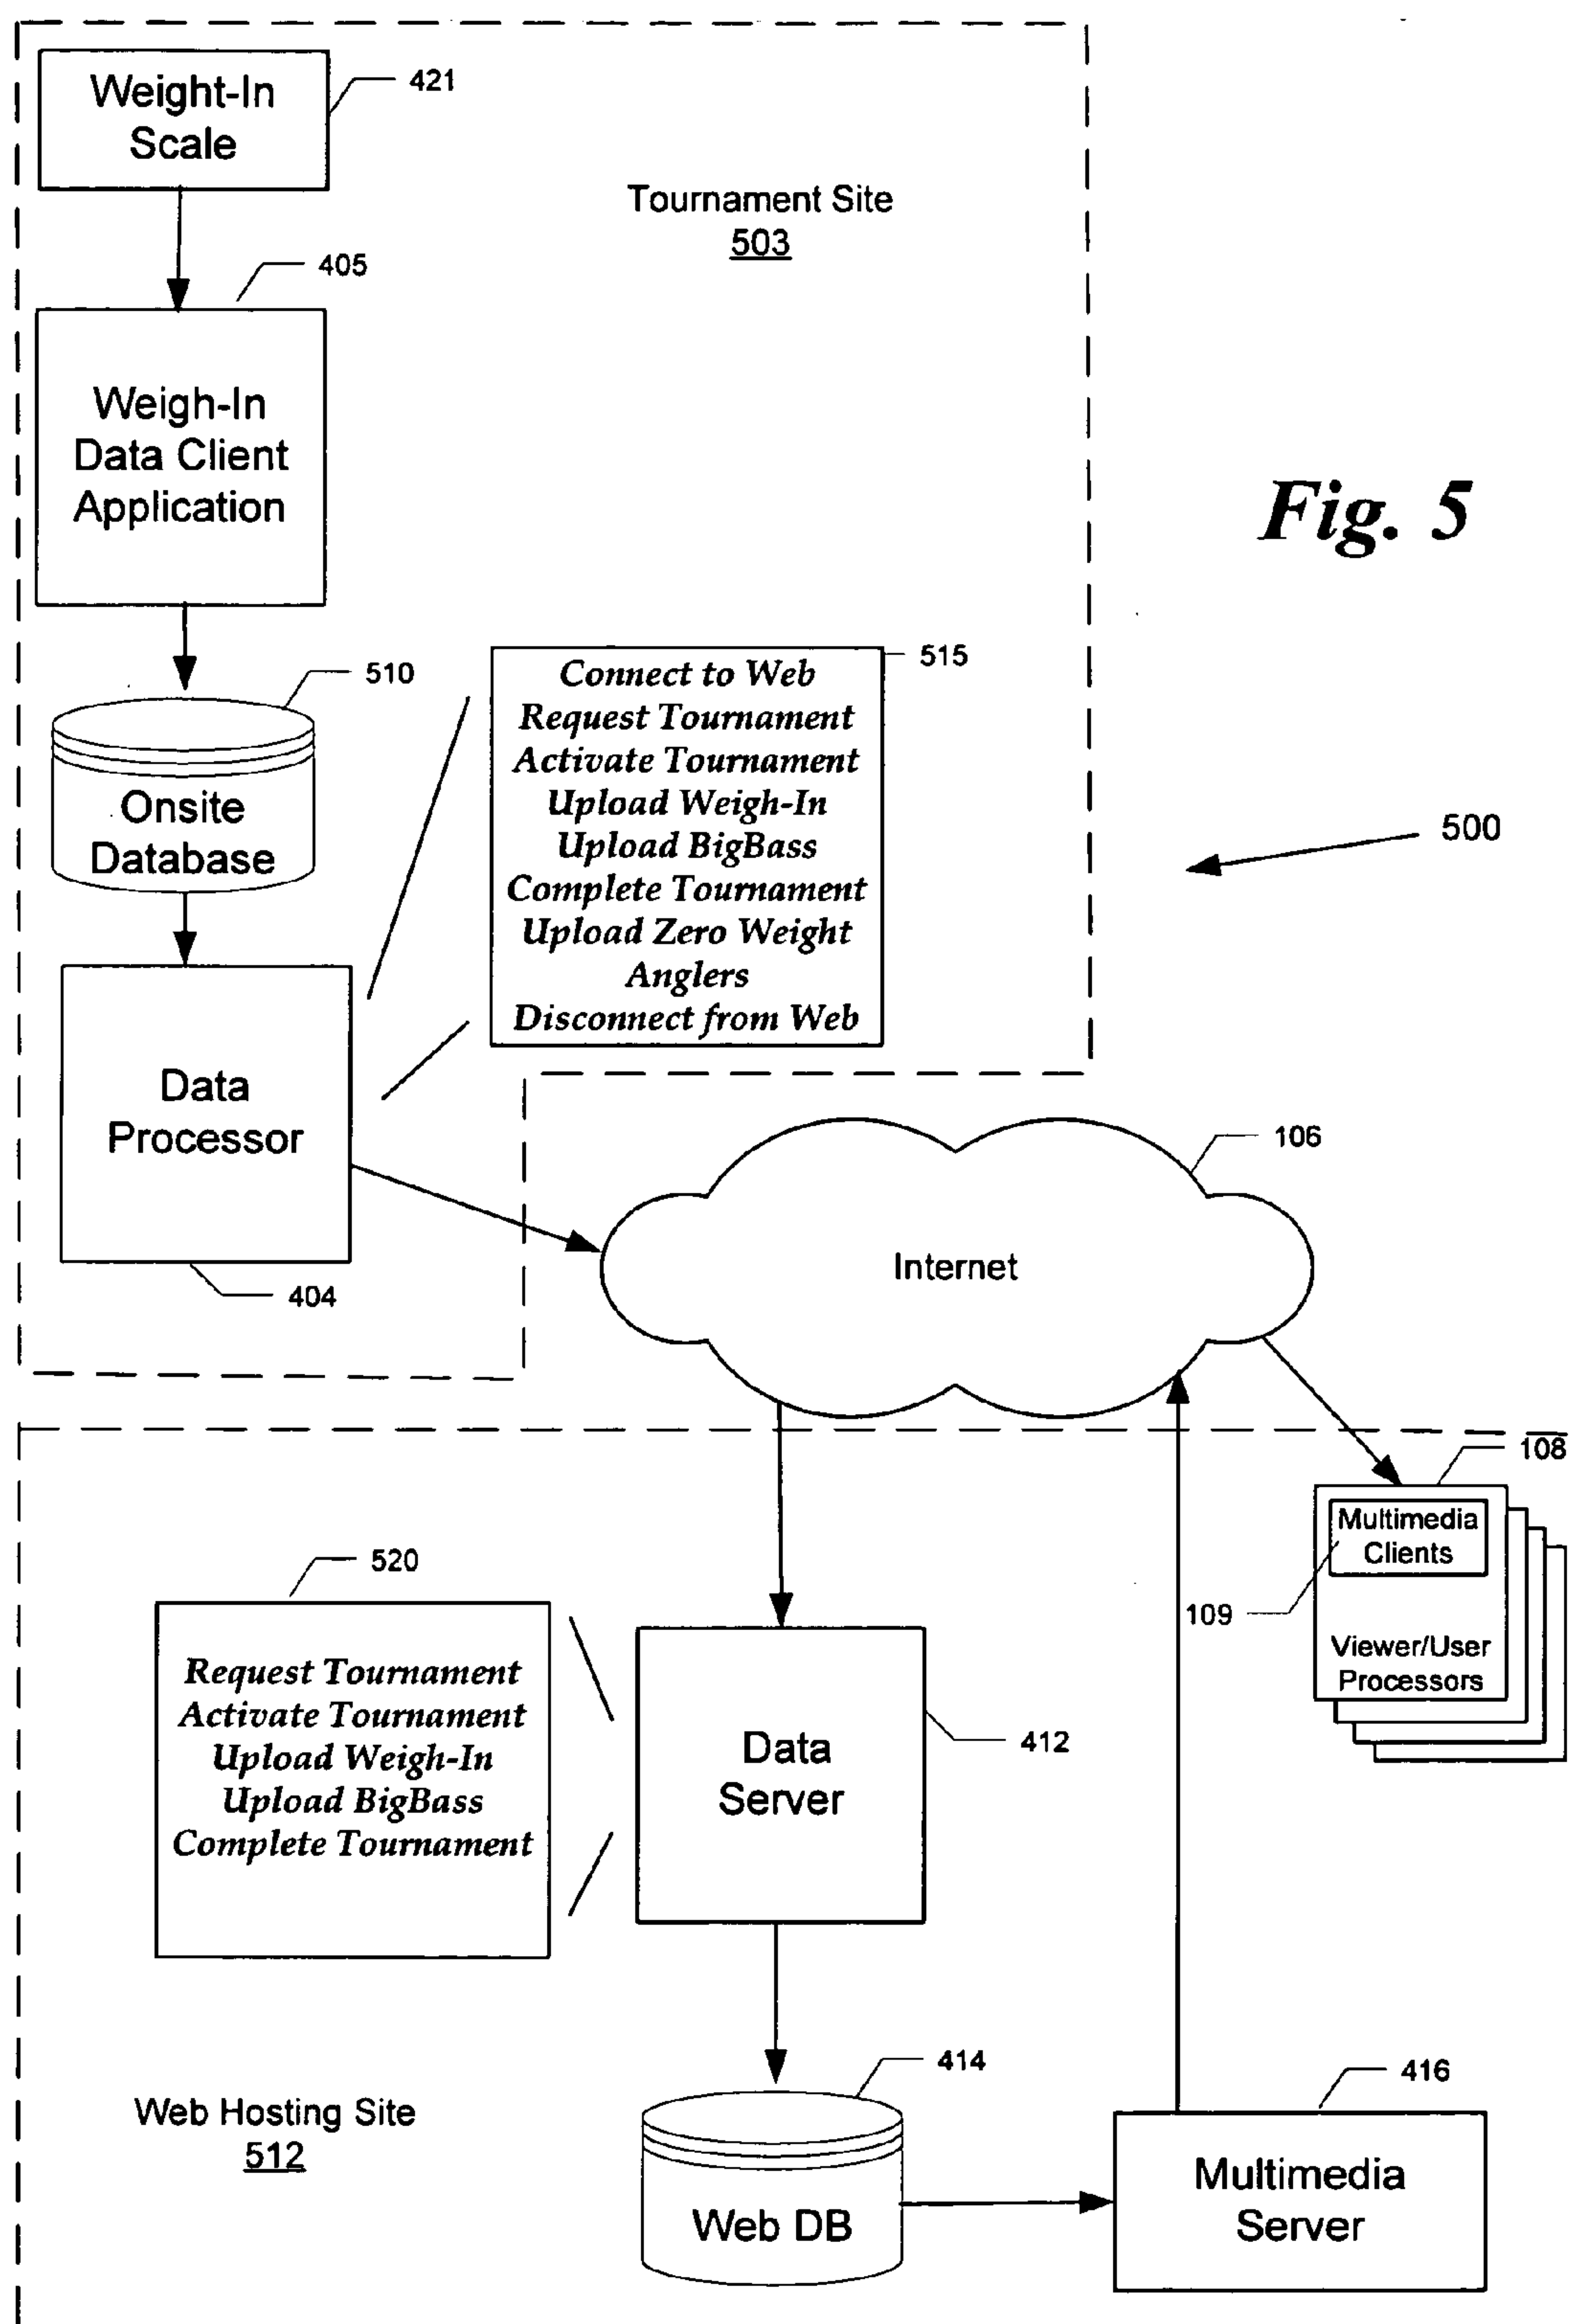 Weight-In
Scale
421
Tournament Site
503
405
Weigh-In
Data Client
Application
Fig. 5
510
515
Connect to Web
Request Tournament
Activate Tournament
Upload Weigh-In
Upload BigBass
Complete Tournament
Upload Zero Weight
Anglers
Disconnect from Web
Onsite
Database
500
Data
Processor
404
106
Internet
108
Multimedia
Clients
109
Viewer/User
Processors
520
Request Tournament
Activate Tournament
Upload Weigh-In
Upload BigBass
Complete Tournament
Data
Server
412
414
416
Web Hosting Site
512
Web DB
Multimedia
Server